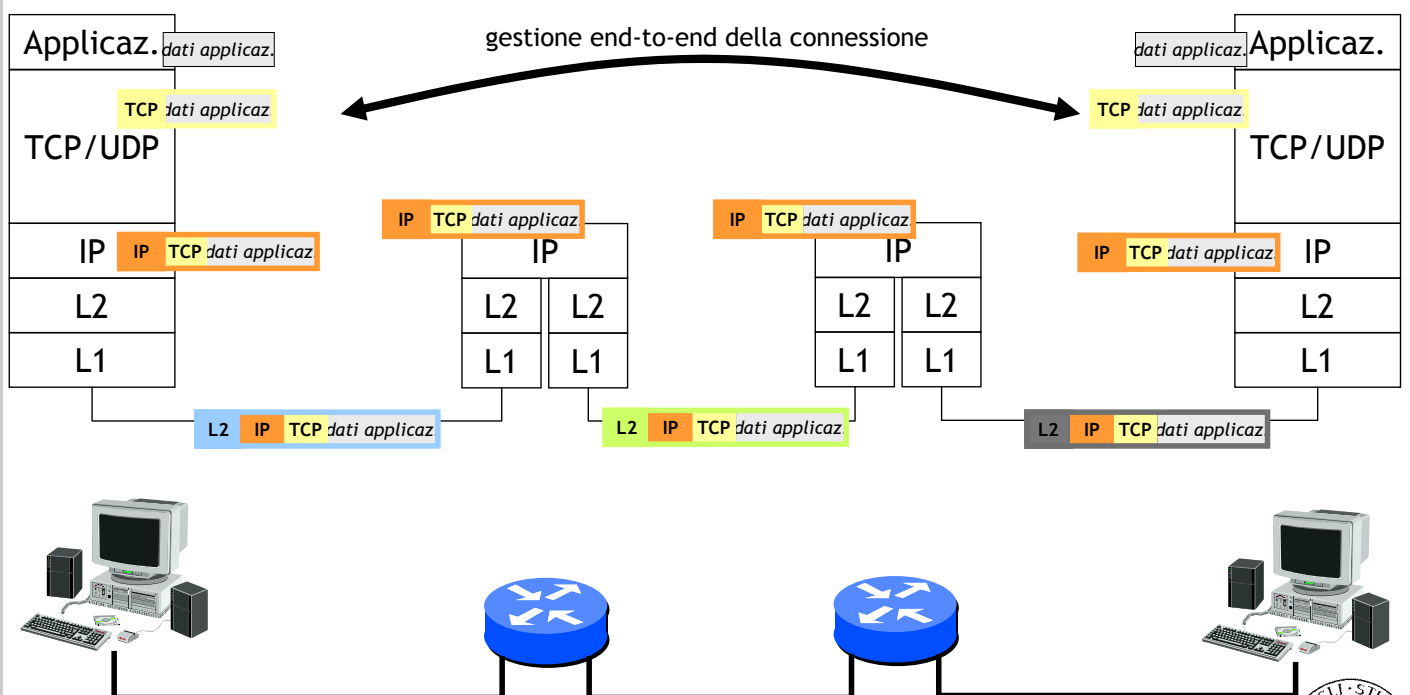 Applicaz.
dati applicaz.
gestione end-to-end della connessione
dati applicaz.
Applicaz.
TCP dati applicaz.
TCP dati applicaz.
TCP/UDP
TCP/UDP
IP TCP dati applicaz.
IP TCP dati applicaz.
IP
IP TCP dati applicaz.
IP
IP
IP TCP dati applicaz.
IP
L2
L2
L2
L2
L2
L2
L1
L1
L1
L1
L1
L1
L2 IP TCP dati applicaz.
L2 IP TCP dati applicaz.
L2 IP TCP dati applicaz.